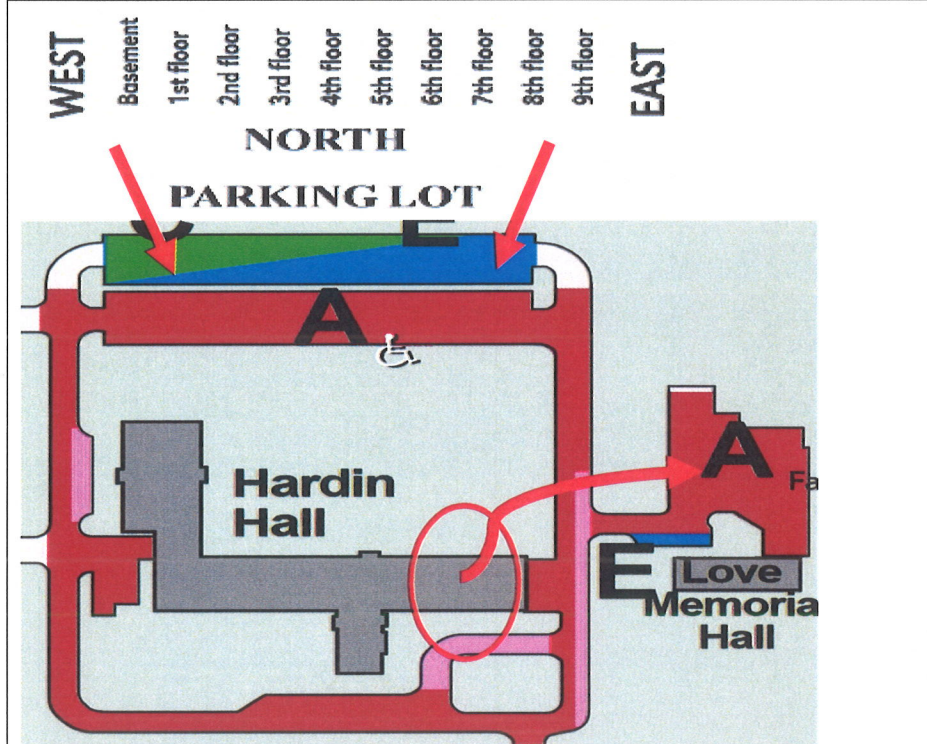 WEST
Basement
1st floor
2nd floor
3rd floor
4th floor
5th floor
6th floor
7th floor
8th floor
9th floor
EAST
NORTH
PARKING LOT
E
A
A
Hardin
Hall
Fa
E
Love
Memoria
Hall